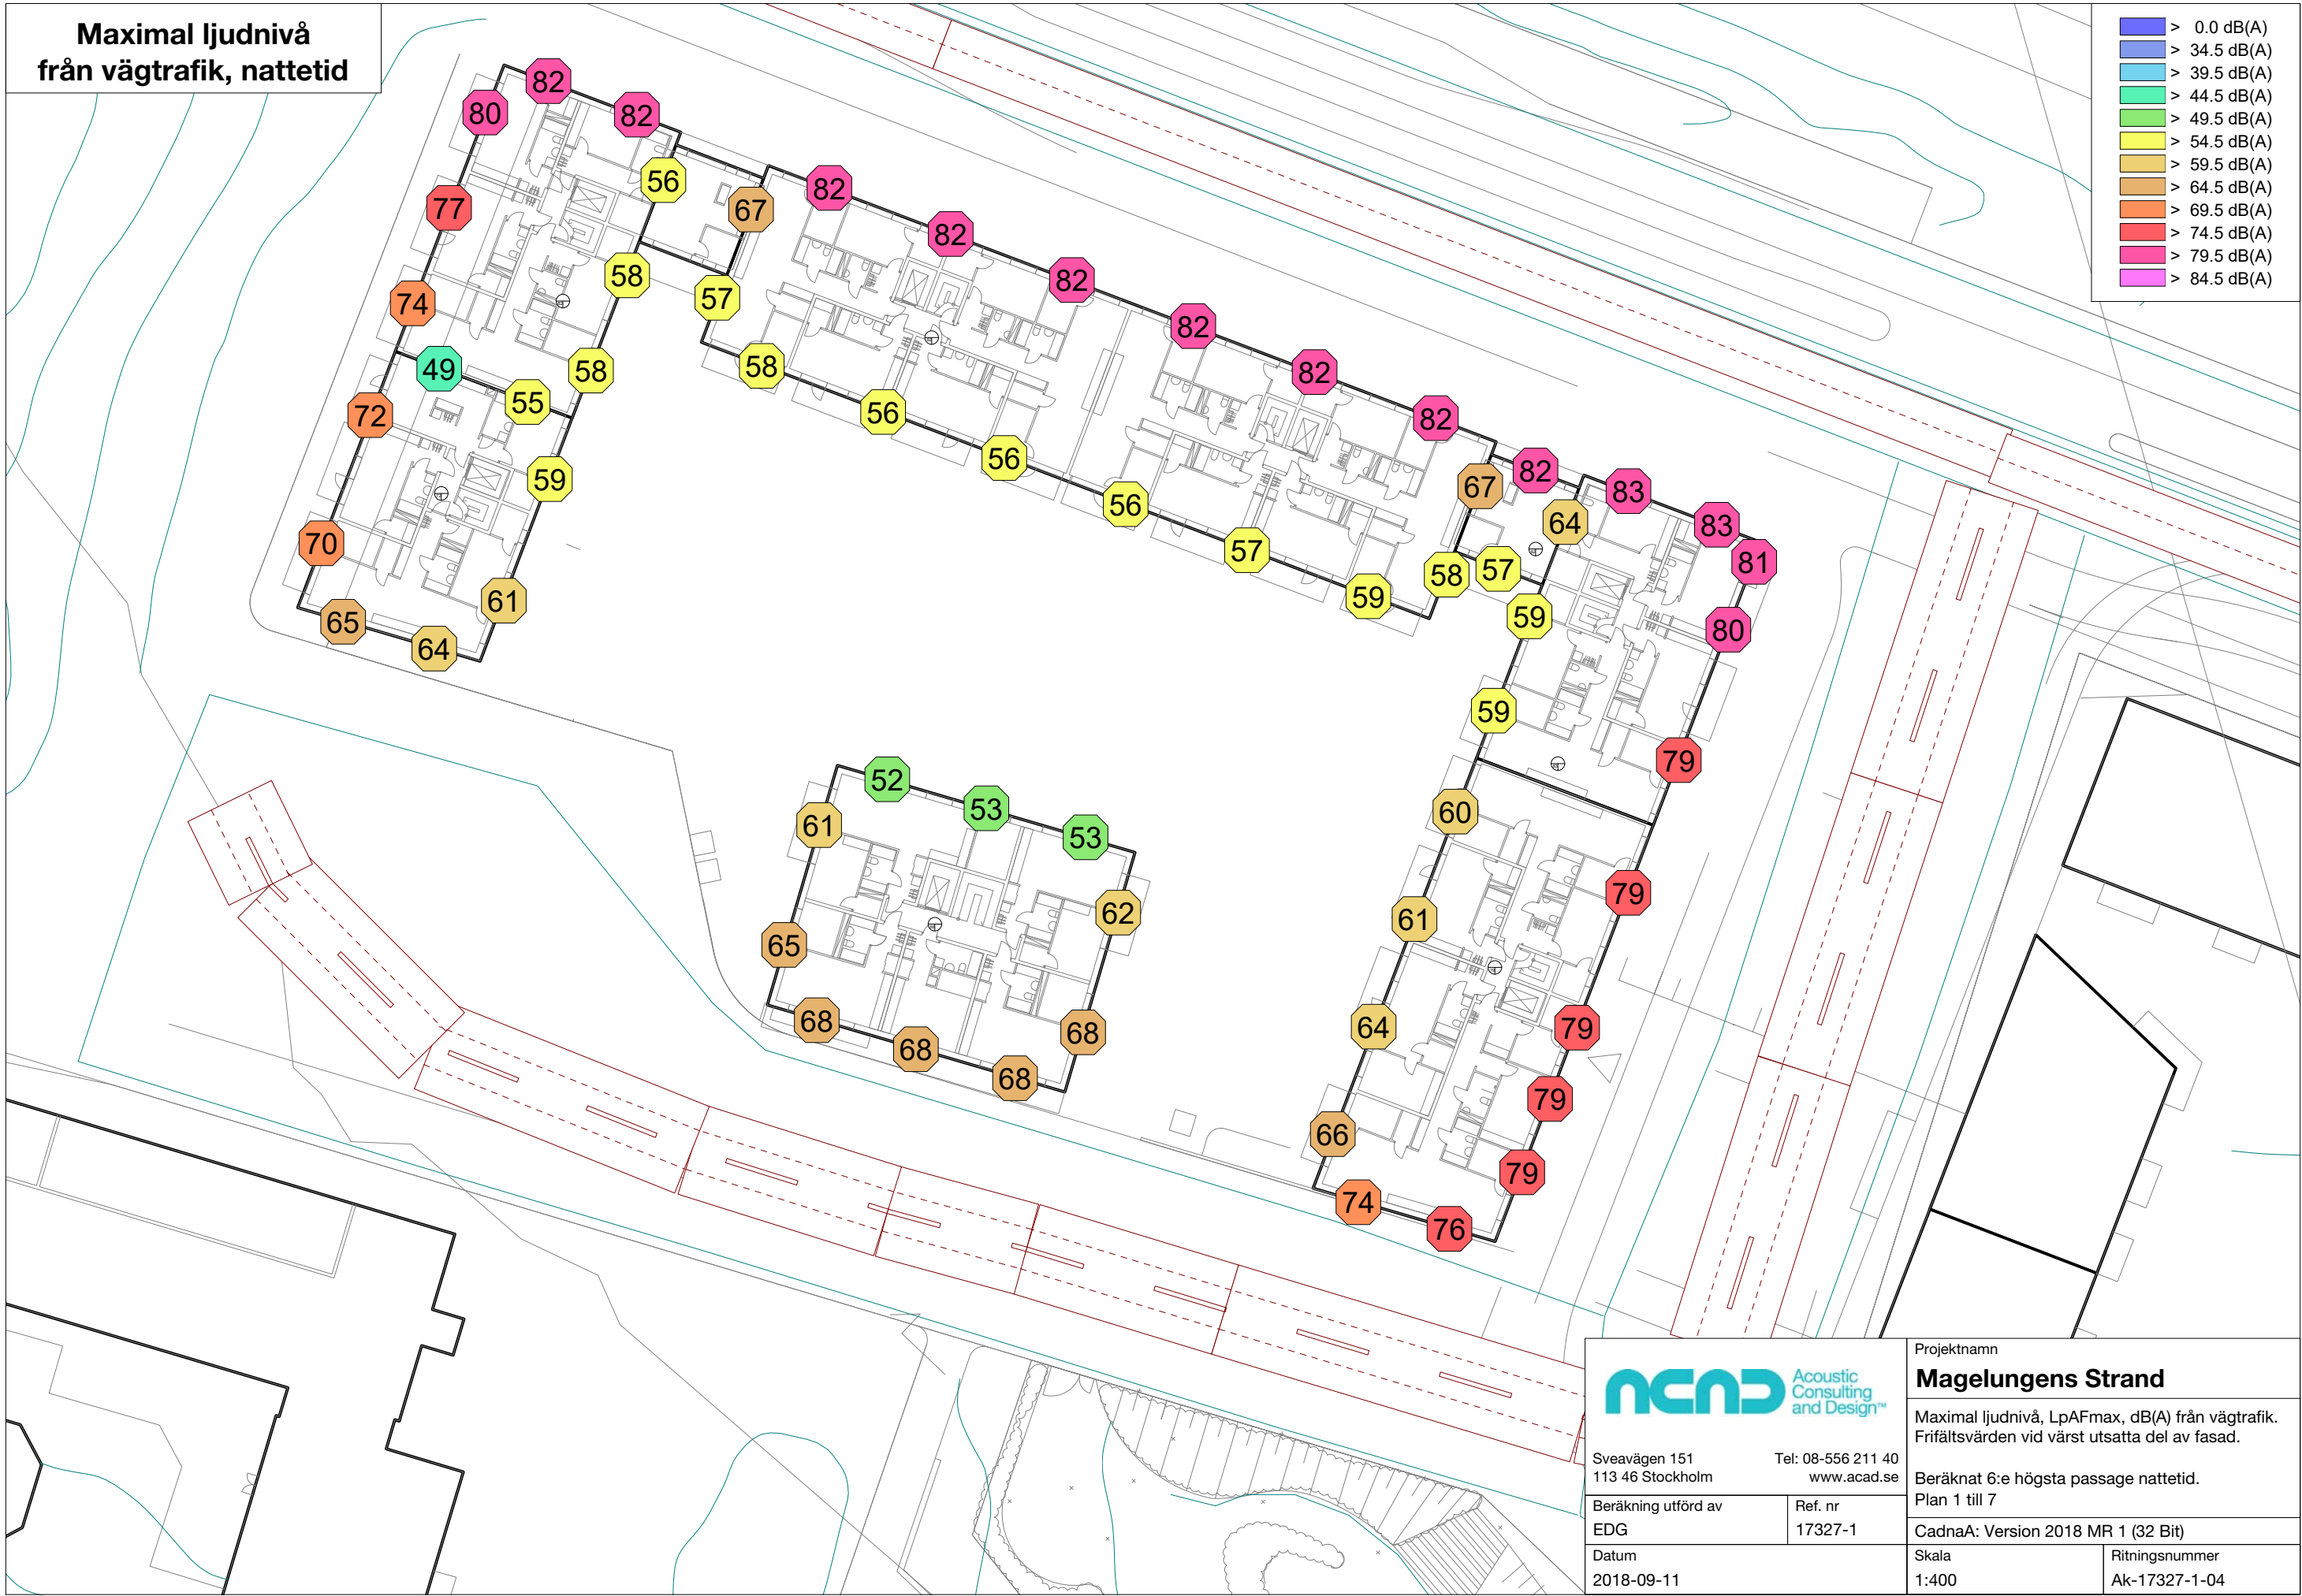 Maximal ljudnivå
från vägtrafik, nattetid
> 0.0 dB(A)
> 34.5 dB(A)
> 39.5 dB(A)
> 44.5 dB(A)
> 49.5 dB(A)
> 54.5 dB(A)
> 59.5 dB(A)
> 64.5 dB(A)
> 69.5 dB(A)
> 74.5 dB(A)
> 79.5 dB(A)
> 84.5 dB(A)
82
80
82
56
77
67
82
82
58
82
57
74
82
49
58
58
82
55
56
82
72
56
59
82
67
83
56
64
83
70
57
81
58
57
61
59
59
65
80
64
59
79
52
53
60
61
53
79
62
61
65
68
64
79
68
68
68
79
66
79
74
76
ACAD
Acoustic
Consulting
and Design™
Sveavägen 151 Tel: 08-556 211 40
113 46 Stockholm www.acad.se
Beräkning utförd av
EDG
Ref. nr
17327-1
Datum
2018-09-11
Projektnamn
Magelungens Strand
Maximal ljudnivå, LpAFmax, dB(A) från vägtrafik.
Frifältsvärden vid värst utsatta del av fasad.
Beräknat 6:e högsta passage nattetid.
Plan 1 till 7
CadnaA: Version 2018 MR 1 (32 Bit)
Skala
1:400
Ritningsnummer
Ak-17327-1-04